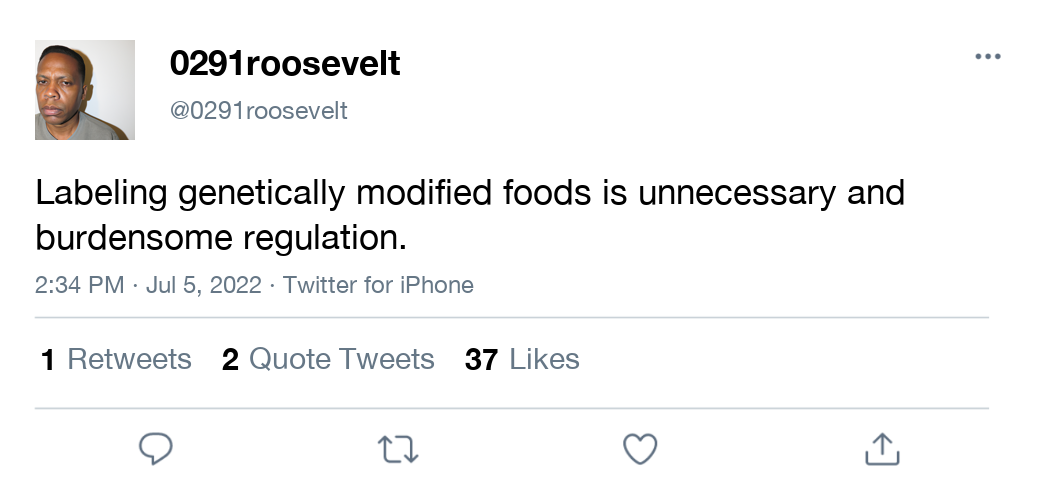 0291roosevelt
@0291roosevelt
Labeling genetically modified foods is unnecessary and
burdensome regulation.
2:34 PM · Jul 5, 2022 · Twitter for iPhone
1 Retweets 2 Quote Tweets 37 Likes